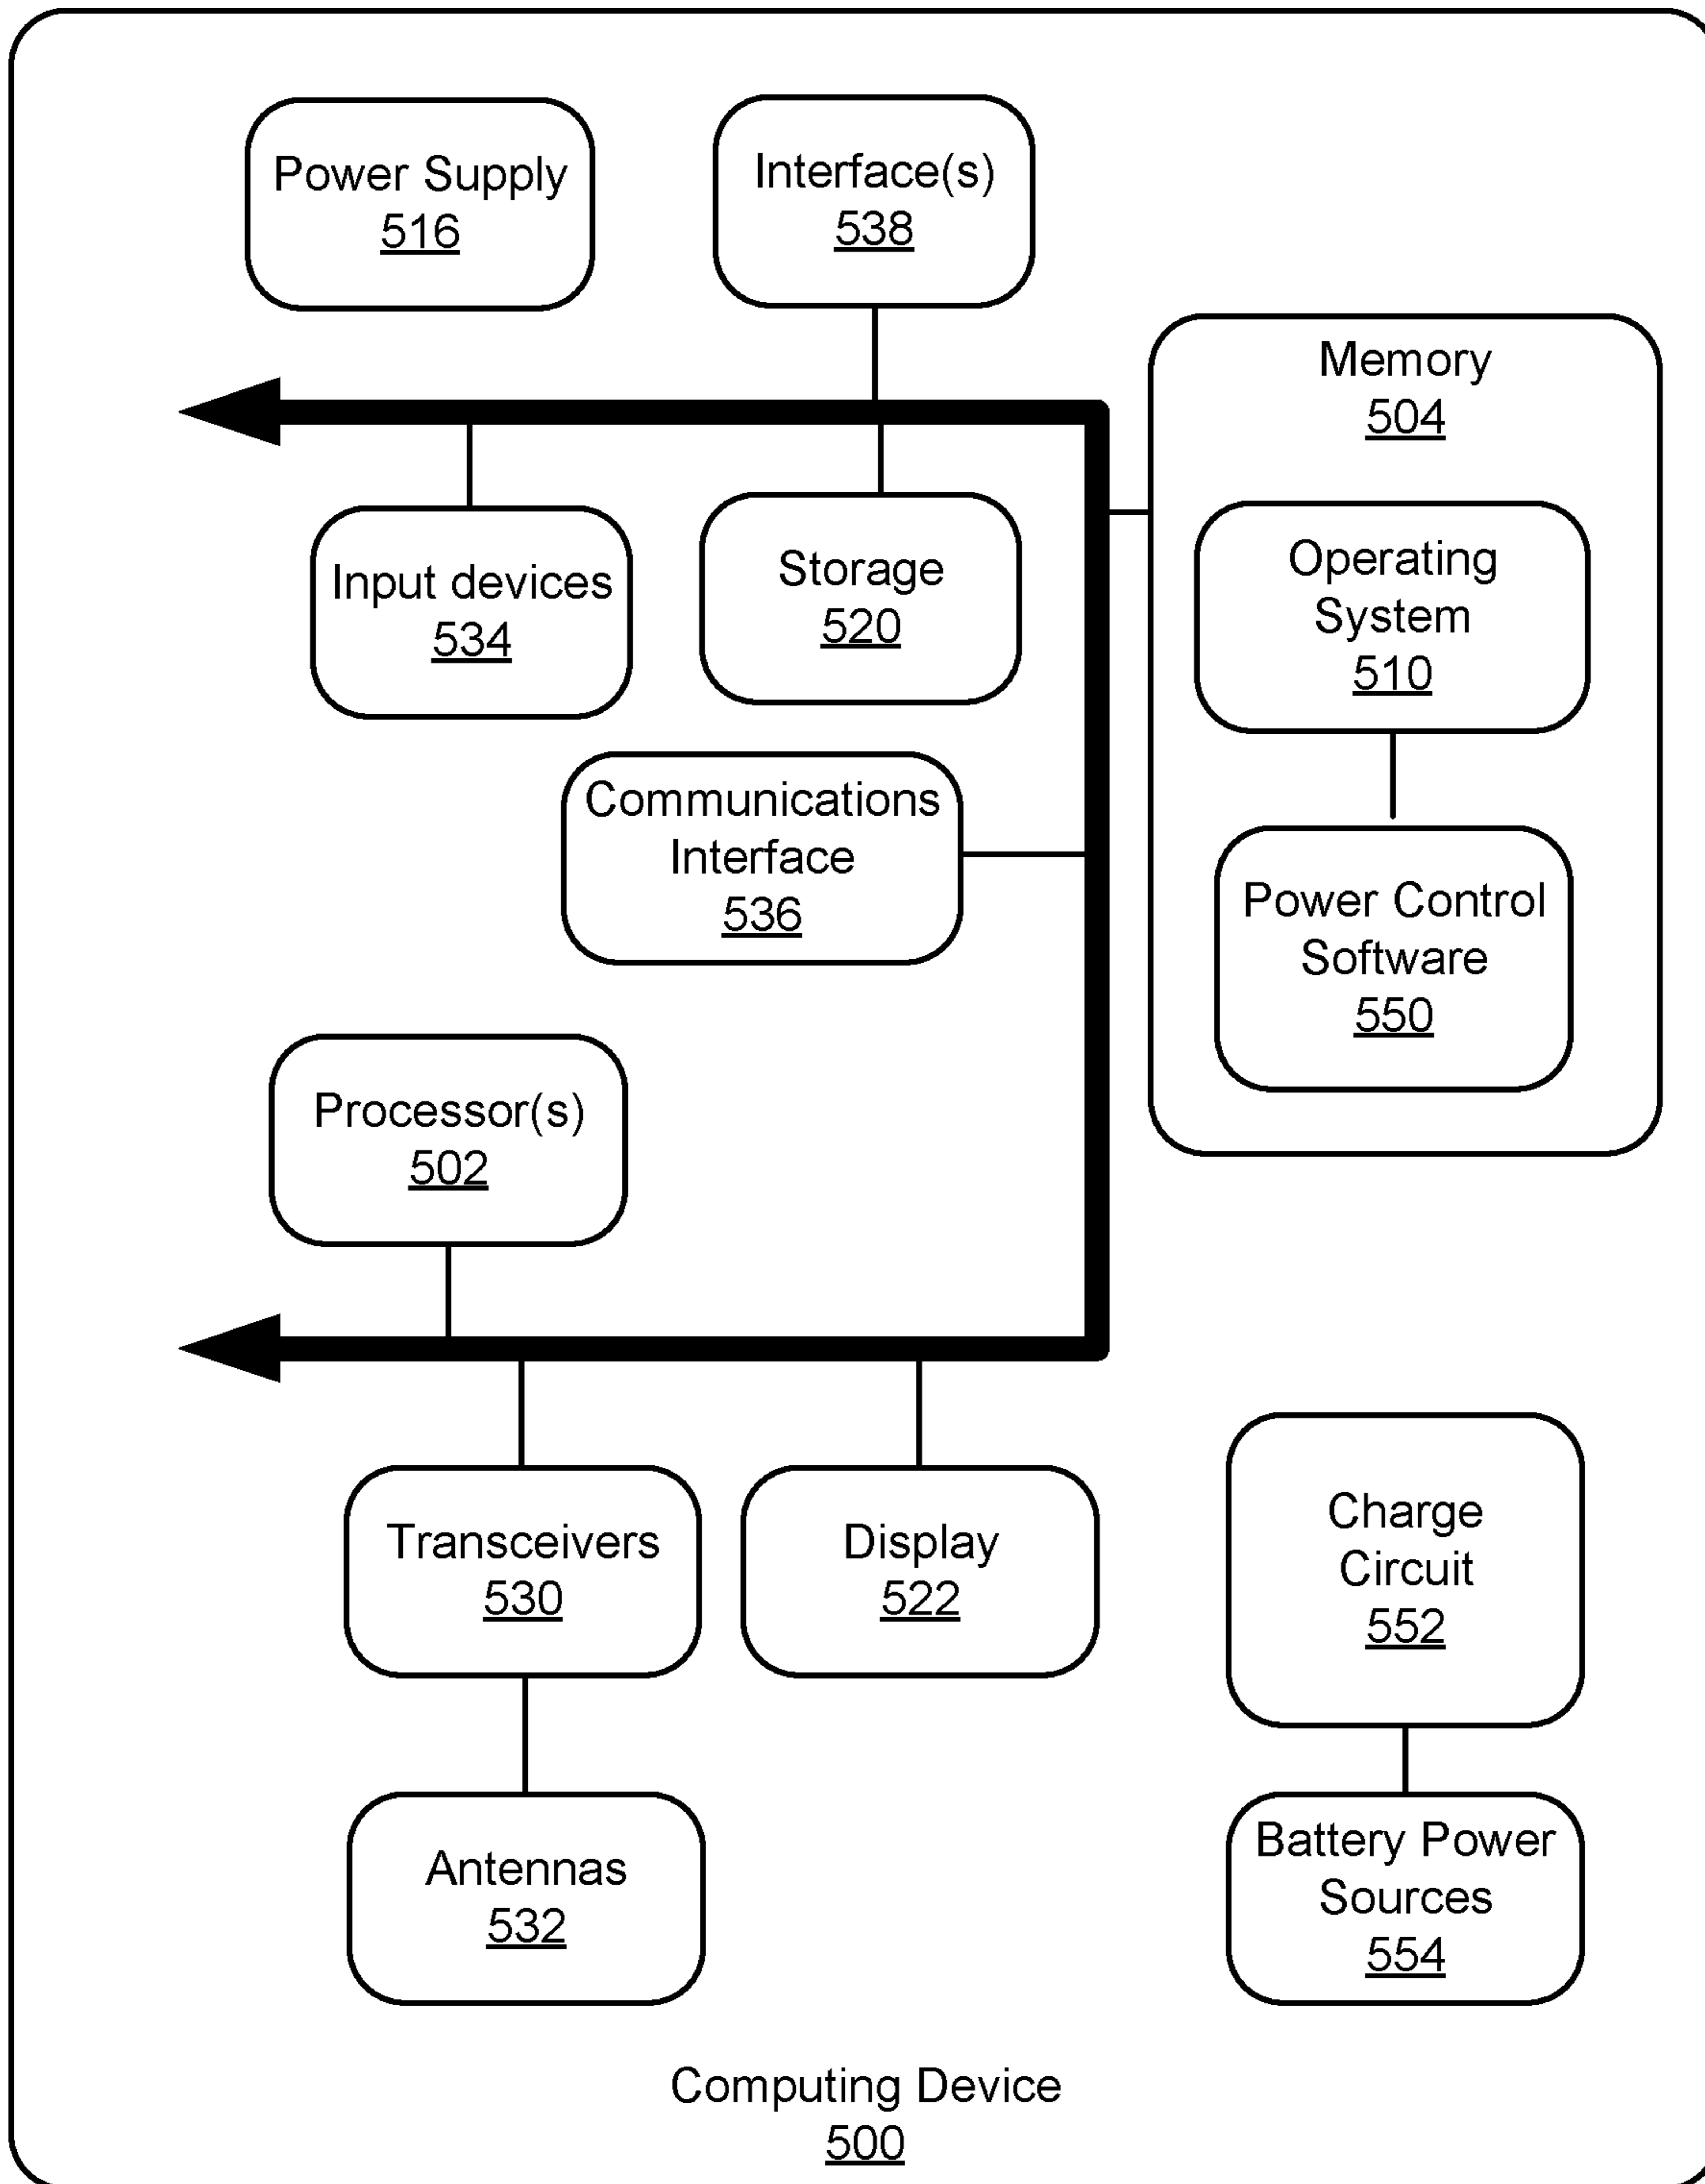 Power Supply
516
Interface(s)
538
Memory
504
Input devices
534
Storage
520
Operating
System
510
Communications
Interface
536
Power Control
Software
550
Processor(s)
502
Transceivers
530
Display
522
Charge
Circuit
552
Antennas
532
Battery Power
Sources
554
Computing Device
500